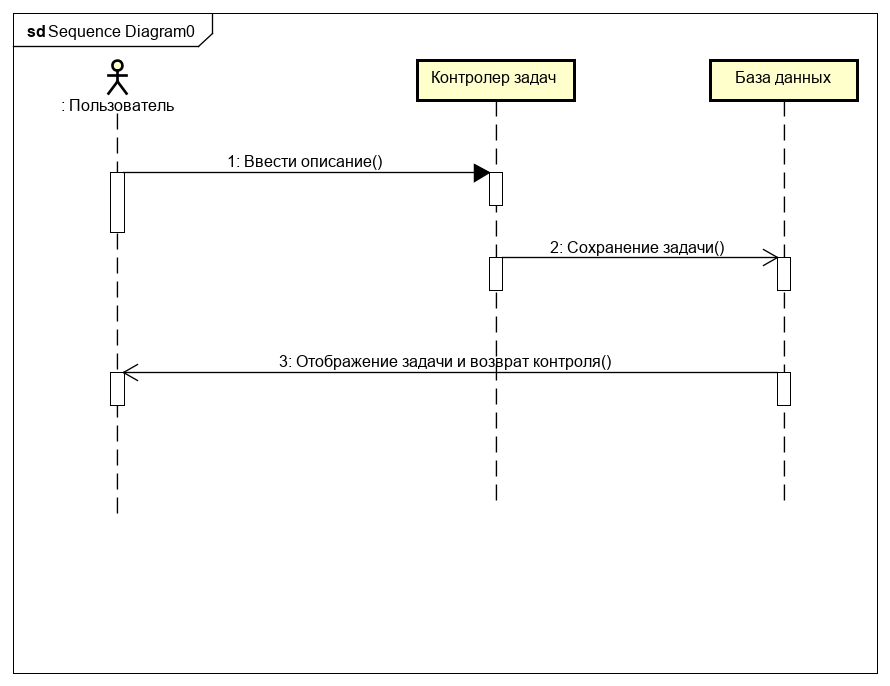 sd Sequence Diagram0
: Пользователь
Контролер задач
База данных
1: Ввести описание()
2: Сохранение задачи()
3: Отображение задачи и возврат контроля()